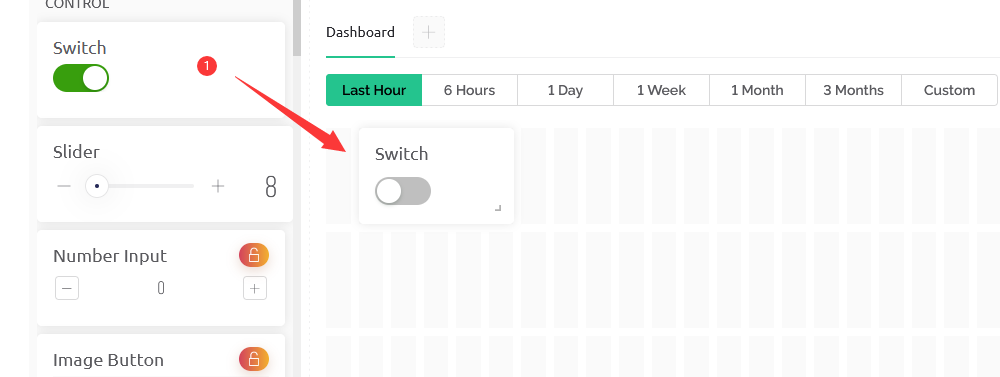 CONTROL
Switch
1
Slider
8
Number Input
0
Image Button
Dashboard
Last Hour
6 Hours
1 Day
1 Week
1 Month
3 Months
Custom
Switch